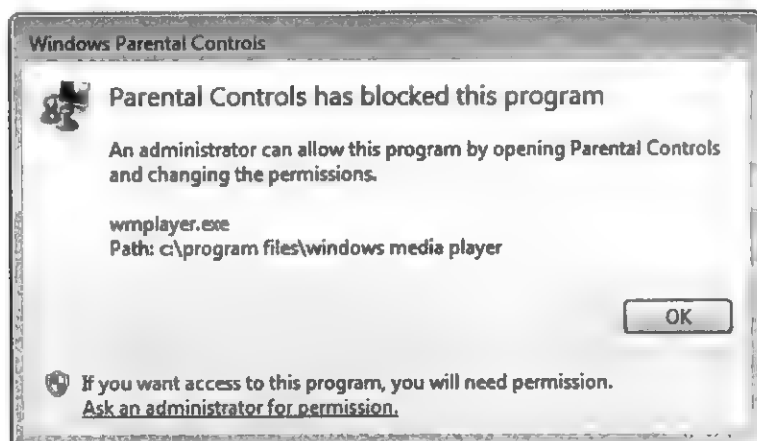 Windows Parental Controls
Parental Controls has blocked this program
An administrator can allow this program by opening Parental Controls
and changing the permissions.
wmplayer.exe
Path: c:\program files\windows media player
OK
If you want access to this program, you will need permission.
Ask an administrator for permission.